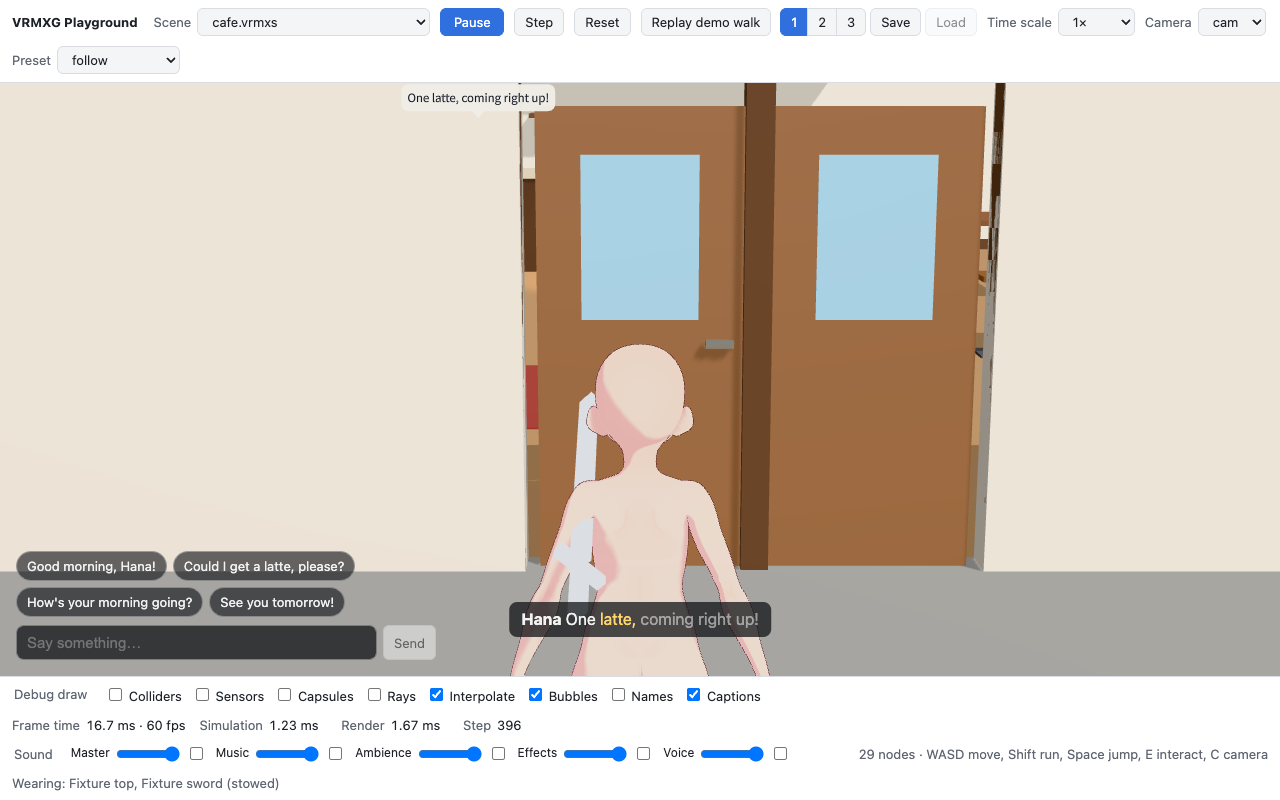 VRMXG Playground Scene cafe.vrmxs Pause Step Reset Replay demo walk 1 2 3 Save Load Time scale 1× Camera cam
Preset follow
One latte, coming right up!
Good morning, Hana! Could I get a latte, please?
How's your morning going? See you tomorrow!
Hana One latte, coming right up!
Say something... Send
Debug draw Colliders Sensors Capsules Rays Interpolate Bubbles Names Captions
Frame time 16.7 ms · 60 fps Simulation 1.23 ms Render 1.67 ms Step 396
Sound Master Music Ambience Effects Voice 29 nodes · WASD move, Shift run, Space jump, E interact, C camera
Wearing: Fixture top, Fixture sword (stowed)